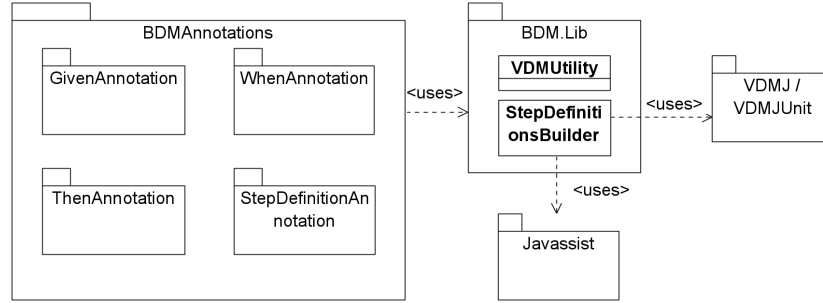 BDMAnnotations
GivenAnnotation
WhenAnnotation
ThenAnnotation
StepDefinitionAn
notation
<uses>
BDM.Lib
VDMUtility
StepDefiniti
onsBuilder
<uses>
VDMJ /
VDMJUnit
<uses>
Javassist